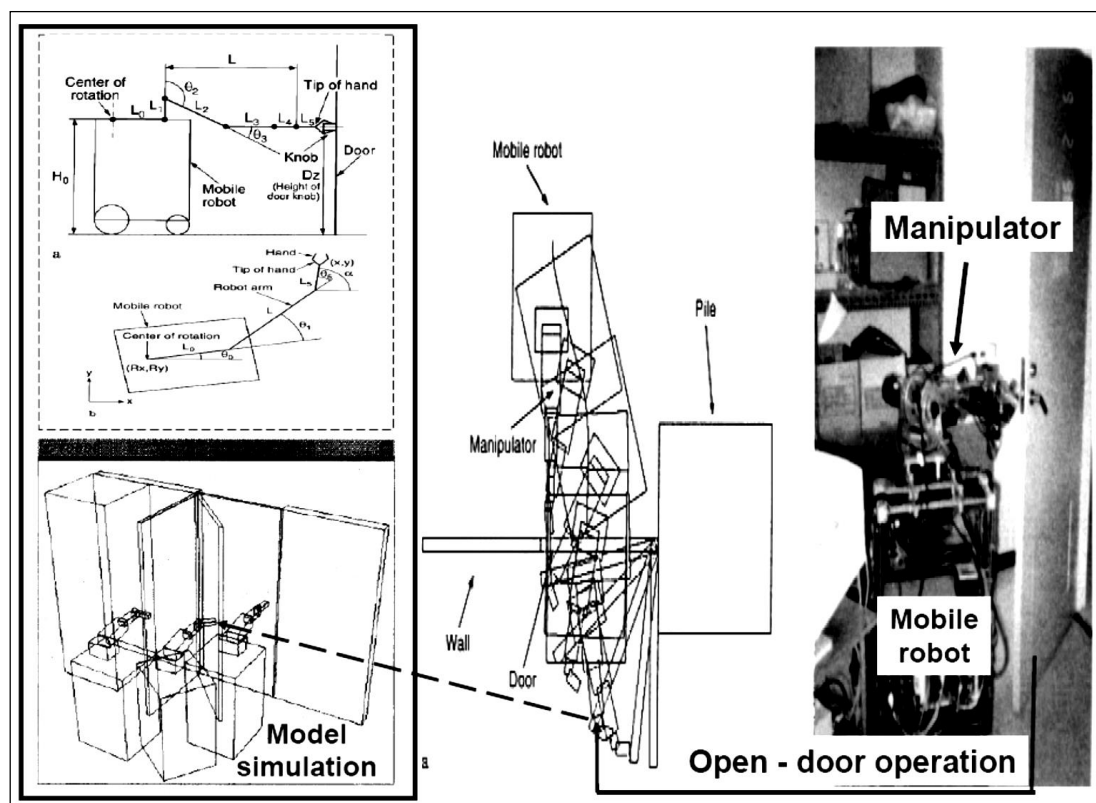 L
Center of
rotation
θ2
Tip of hand
L0
L1
L2
L3
L4
L5
θ3
Knob
Door
H0
Mobile
robot
Dz
(Height of
door knob)
a
Hand
(x,y)
Tip of hand
θ5
α
L5
Robot arm
L
Mobile robot
θ1
Center of rotation
L0
θ0
(Rx,Ry)
y
x
b
Model
simulation
Mobile robot
Pile
Manipulator
Wall
Door
a
Manipulator
Mobile
robot
Open - door operation